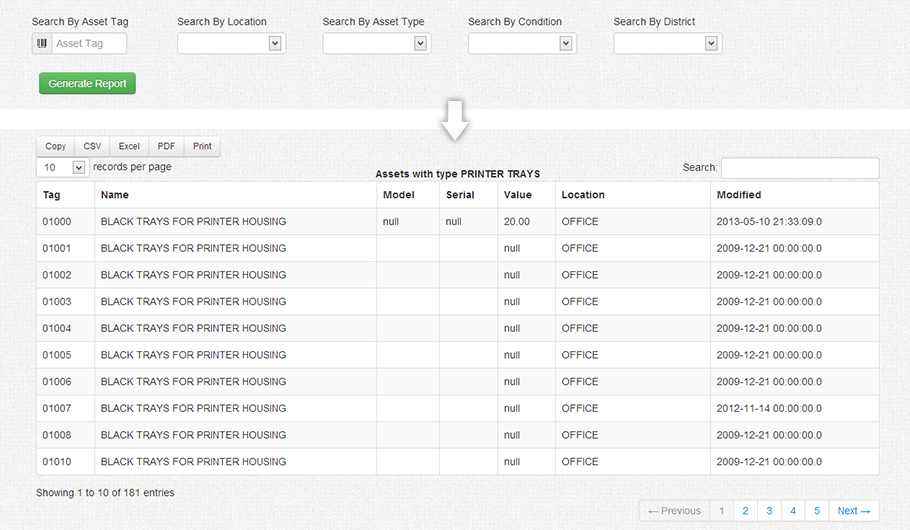 Search By Asset Tag Search By Location Search By Asset Type Search By Condition Search By District
Asset Tag
Generate Report
Copy CSV Excel PDF Print
10 records per page
Search:
Assets with type PRINTER TRAYS
Tag Name Model Serial Value Location Modified
01000 BLACK TRAYS FOR PRINTER HOUSING null null 20.00 OFFICE 2013-05-10 21:33:09.0
01001 BLACK TRAYS FOR PRINTER HOUSING null OFFICE 2009-12-21 00:00:00.0
01002 BLACK TRAYS FOR PRINTER HOUSING null OFFICE 2009-12-21 00:00:00.0
01003 BLACK TRAYS FOR PRINTER HOUSING null OFFICE 2009-12-21 00:00:00.0
01004 BLACK TRAYS FOR PRINTER HOUSING null OFFICE 2009-12-21 00:00:00.0
01005 BLACK TRAYS FOR PRINTER HOUSING null OFFICE 2009-12-21 00:00:00.0
01006 BLACK TRAYS FOR PRINTER HOUSING null OFFICE 2009-12-21 00:00:00.0
01007 BLACK TRAYS FOR PRINTER HOUSING null OFFICE 2012-11-14 00:00:00.0
01008 BLACK TRAYS FOR PRINTER HOUSING null OFFICE 2009-12-21 00:00:00.0
01010 BLACK TRAYS FOR PRINTER HOUSING null OFFICE 2009-12-21 00:00:00.0
Showing 1 to 10 of 181 entries
← Previous 1 2 3 4 5 Next →